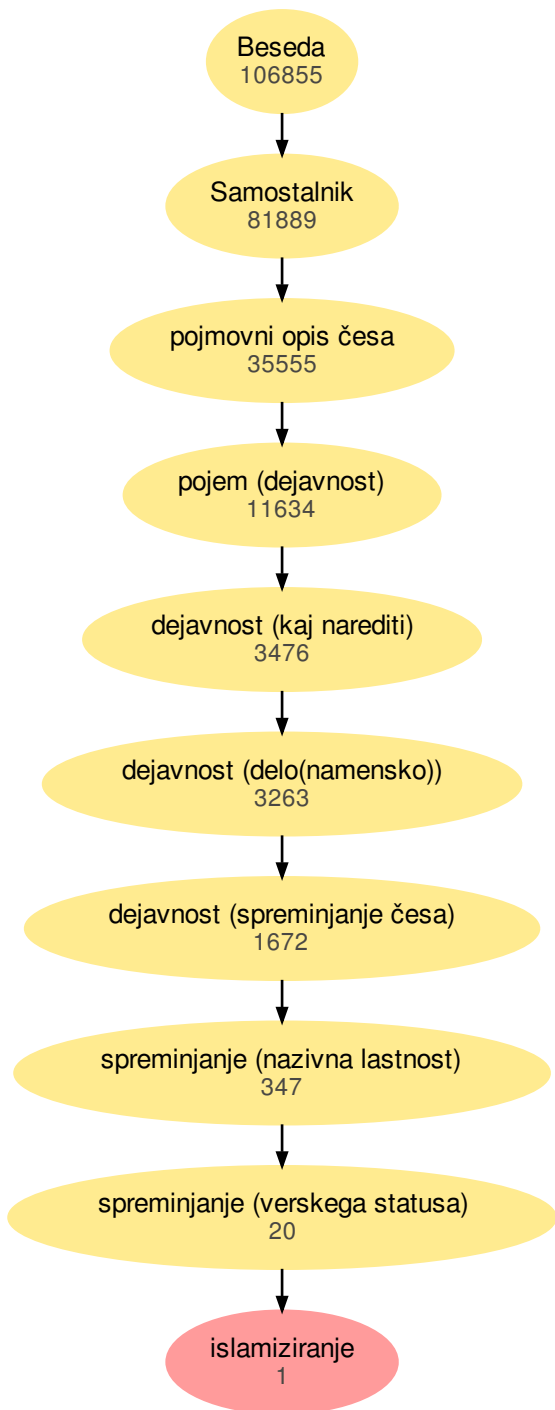 Beseda
106855
Samostalnik
81889
pojmovni opis česa
35555
pojem (dejavnost)
11634
dejavnost (kaj narediti)
3476
dejavnost (delo(namensko))
3263
dejavnost (spreminjanje česa)
1672
spreminjanje (nazivna lastnost)
347
spreminjanje (verskega statusa)
20
islamiziranje
1